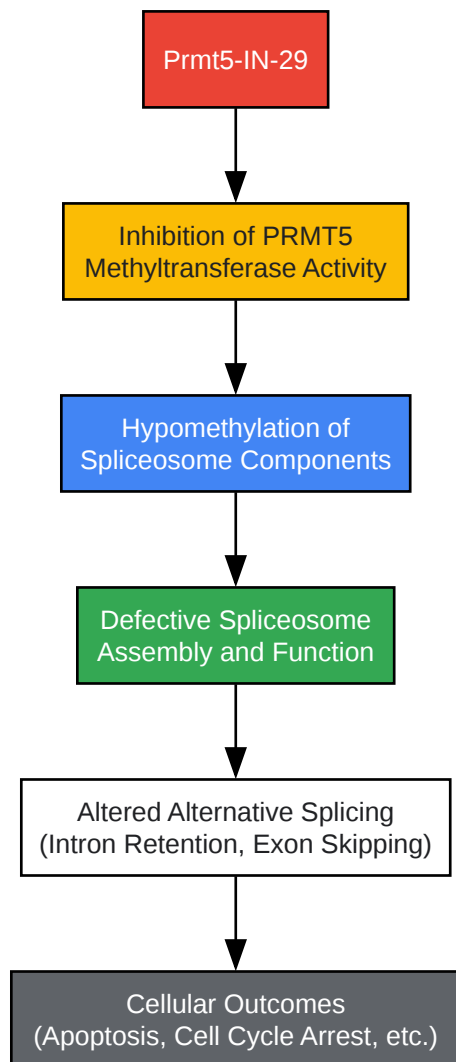 Prmt5-IN-29
Inhibition of PRMT5
Methyltransferase Activity
Hypomethylation of
Spliceosome Components
Defective Spliceosome
Assembly and Function
Altered Alternative Splicing
(Intron Retention, Exon Skipping)
Cellular Outcomes
(Apoptosis, Cell Cycle Arrest, etc.)